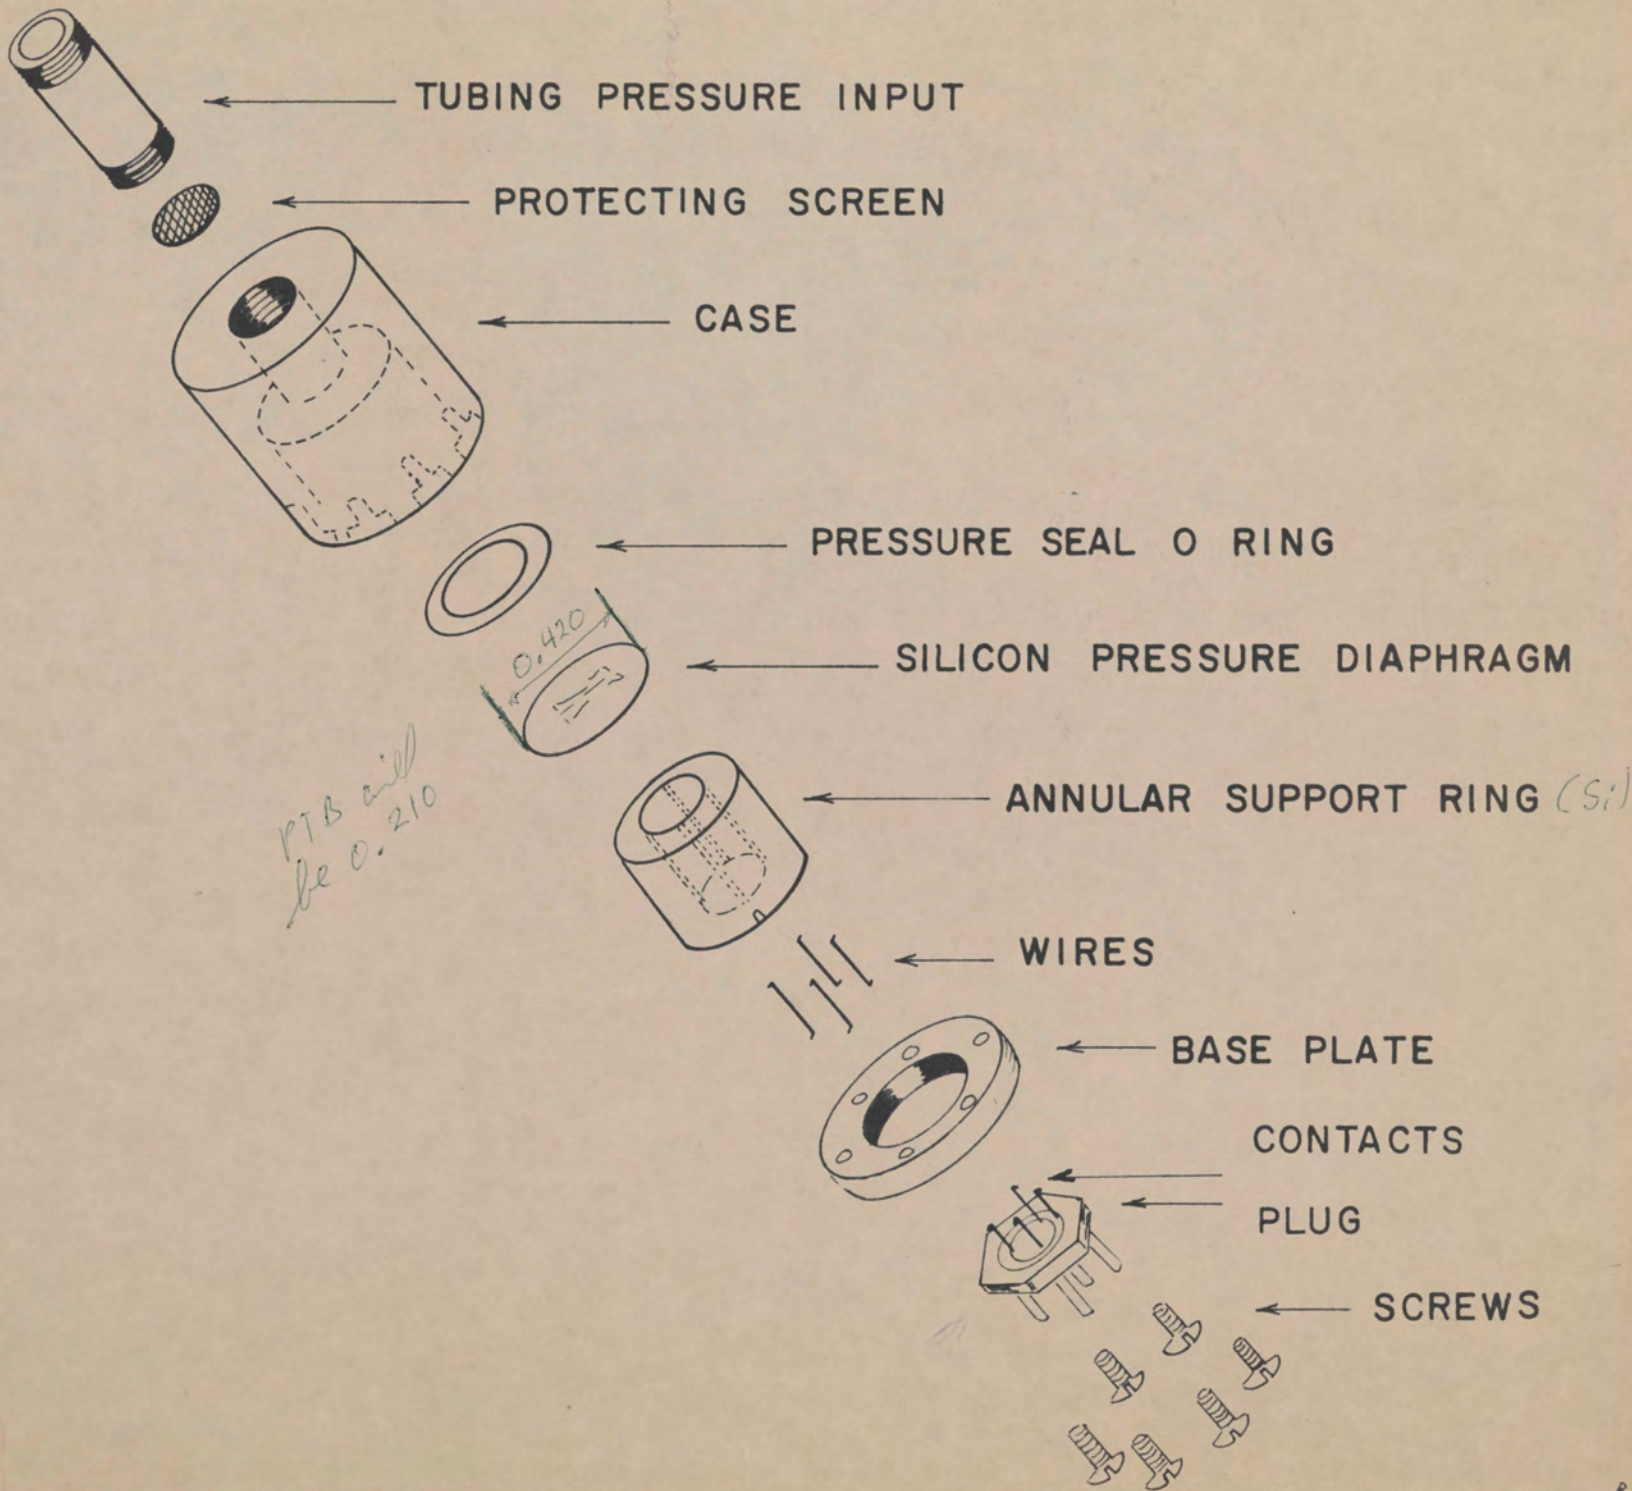 TUBING PRESSURE INPUT
PROTECTING SCREEN
CASE
PRESSURE SEAL O RING
0.420
SILICON PRESSURE DIAPHRAGM
PTB will
be 0.210
ANNULAR SUPPORT RING (Si)
WIRES
BASE PLATE
CONTACTS
PLUG
SCREWS